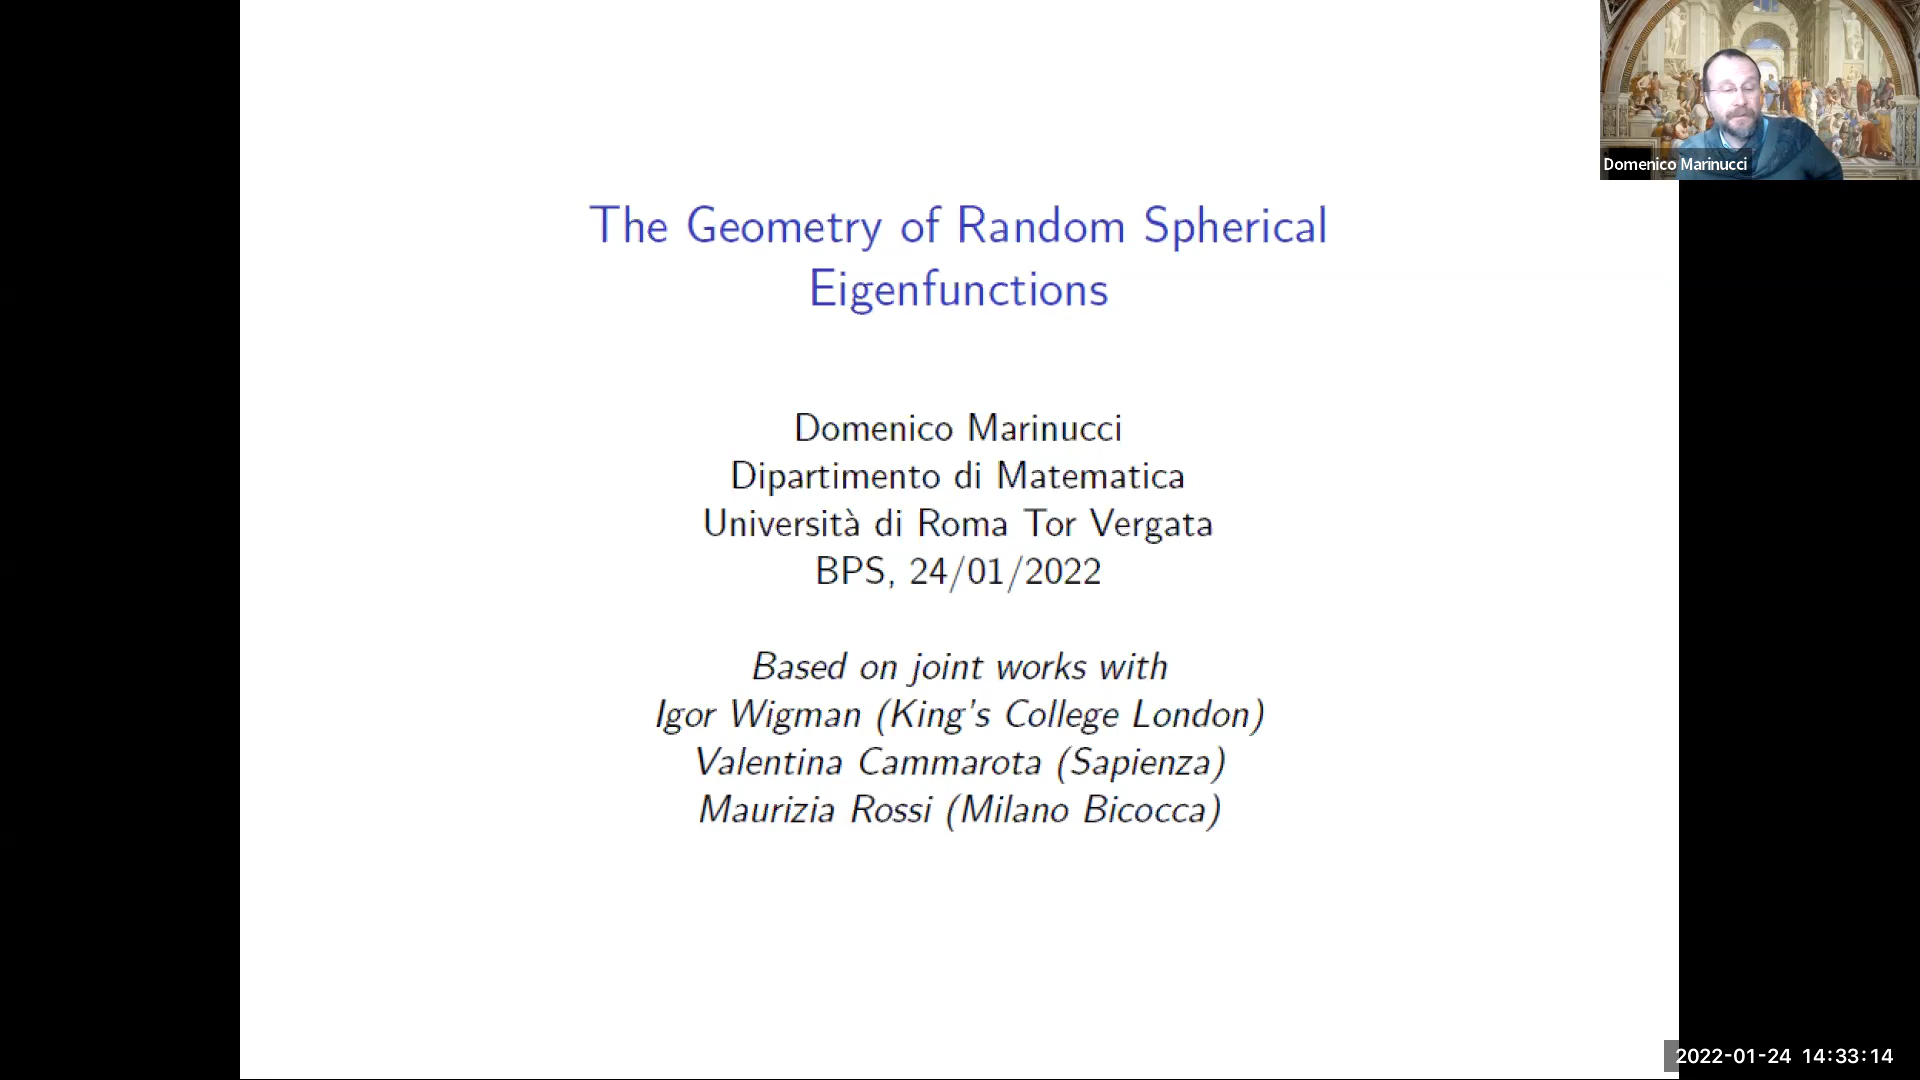 Domenico Marinucci
The Geometry of Random Spherical
Eigenfunctions
Domenico Marinucci
Dipartimento di Matematica
Università di Roma Tor Vergata
BPS, 24/01/2022
Based on joint works with
Igor Wigman (King's College London)
Valentina Cammarota (Sapienza)
Maurizia Rossi (Milano Bicocca)
2022-01-24 14:33:14